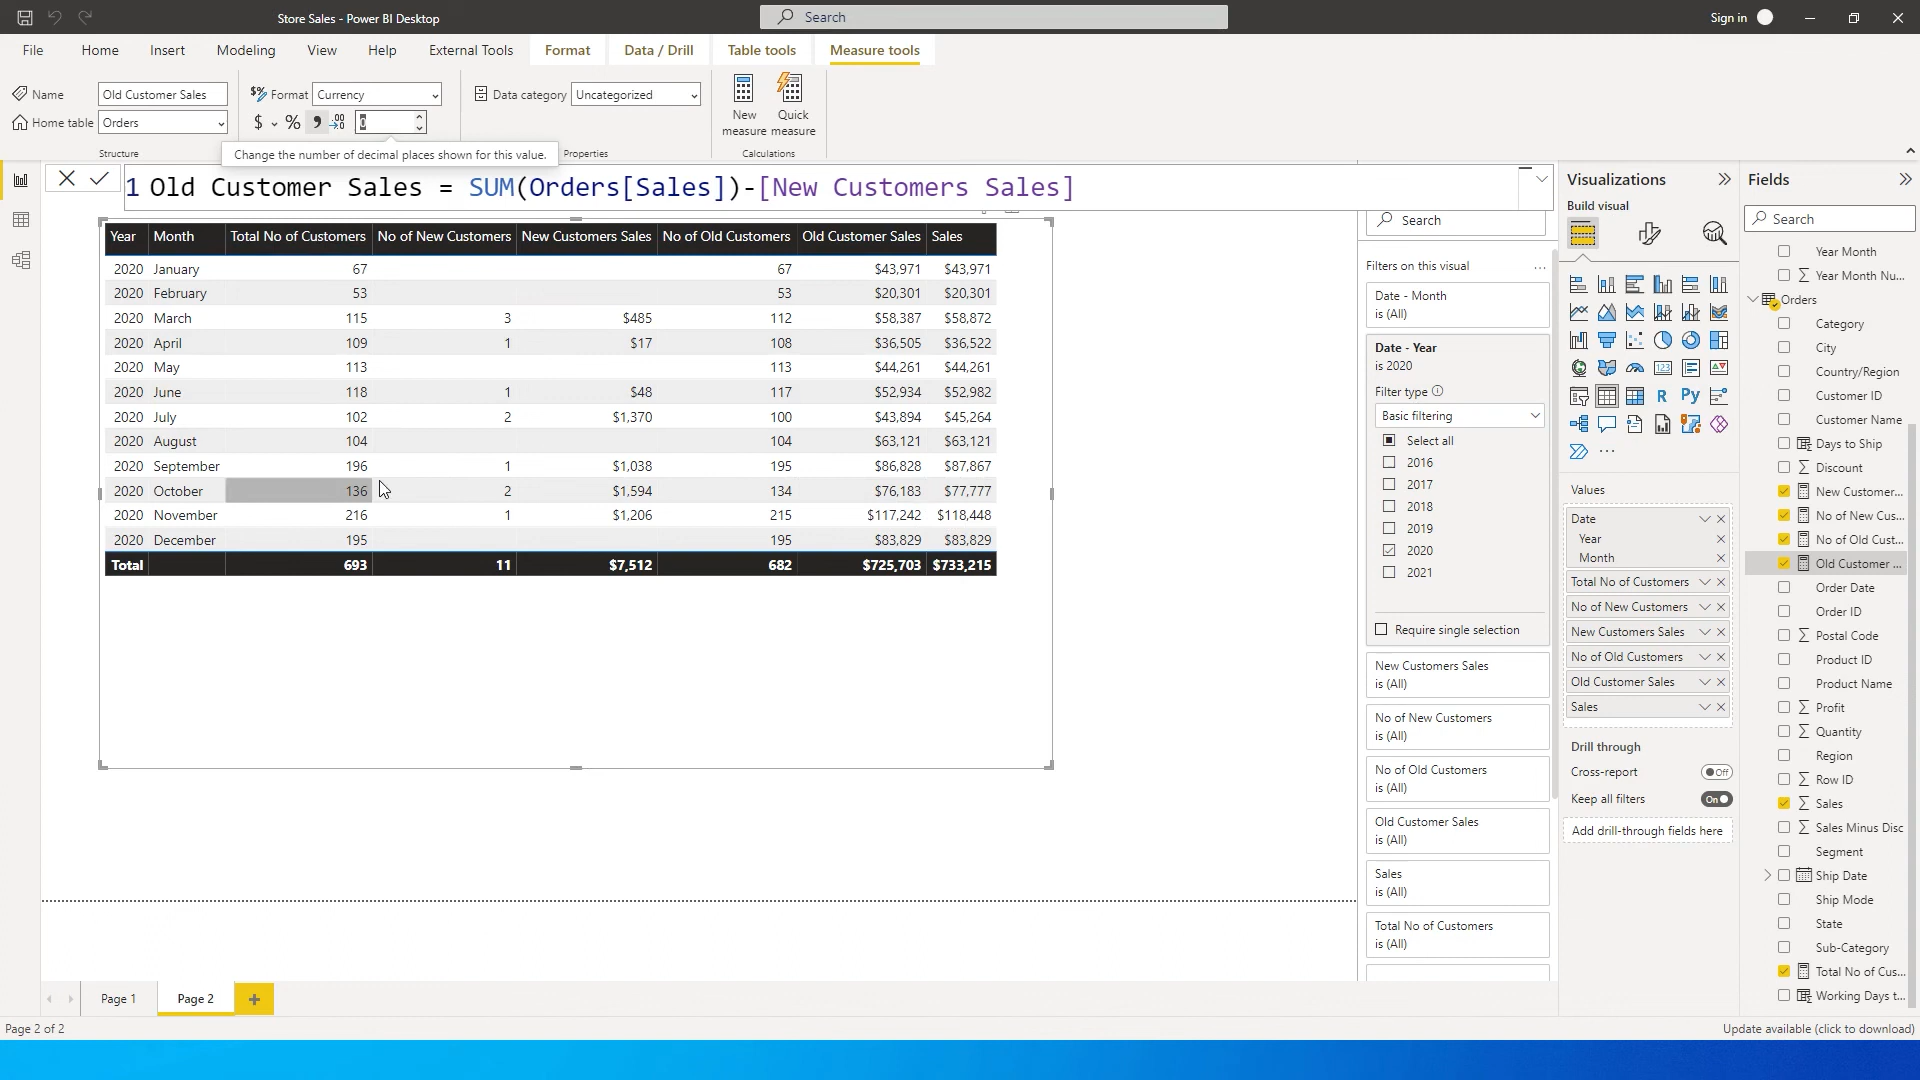 Store Sales - Power BI Desktop
Search
Sign in
File Home Insert Modeling View Help External Tools Format Data / Drill Table tools Measure tools
Name Old Customer Sales
Home table Orders
Structure
Format Currency
$ % 0
Change the number of decimal places shown for this value.
Data category Uncategorized
Properties
New measure
Quick measure
Calculations
1 Old Customer Sales = SUM(Orders[Sales])-[New Customers Sales]
Year Month Total No of Customers No of New Customers New Customers Sales No of Old Customers Old Customer Sales Sales
2020 January 67 67 $43,971 $43,971
2020 February 53 53 $20,301 $20,301
2020 March 115 3 $485 112 $58,387 $58,872
2020 April 109 1 $17 108 $36,505 $36,522
2020 May 113 113 $44,261 $44,261
2020 June 118 1 $48 117 $52,934 $52,982
2020 July 102 2 $1,370 100 $43,894 $45,264
2020 August 104 104 $63,121 $63,121
2020 September 196 1 $1,038 195 $86,828 $87,867
2020 October 136 2 $1,594 134 $76,183 $77,777
2020 November 216 1 $1,206 215 $117,242 $118,448
2020 December 195 195 $83,829 $83,829
Total 693 11 $7,512 682 $725,703 $733,215
Search
Filters on this visual ...
Date - Month
is (All)
Date - Year
is 2020
Filter type
Basic filtering
Select all
2016
2017
2018
2019
2020
2021
Require single selection
New Customers Sales
is (All)
No of New Customers
is (All)
No of Old Customers
is (All)
Old Customer Sales
is (All)
Sales
is (All)
Total No of Customers
is (All)
Visualizations
Build visual
123
R Py
...
Values
Date
Year
Month
Total No of Customers
No of New Customers
New Customers Sales
No of Old Customers
Old Customer Sales
Sales
Drill through
Cross-report Off
Keep all filters On
Add drill-through fields here
Fields
Search
Year Month
Year Month Nu...
Orders
Category
City
Country/Region
Customer ID
Customer Name
Days to Ship
Discount
New Customer...
No of New Cus...
No of Old Cust...
Old Customer ...
Order Date
Order ID
Postal Code
Product ID
Product Name
Profit
Quantity
Region
Row ID
Sales
Sales Minus Disc
Segment
Ship Date
Ship Mode
State
Sub-Category
Total No of Cus...
Working Days t...
Page 1
Page 2
+
Page 2 of 2
Update available (click to download)